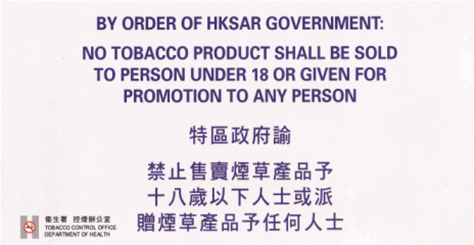 BY ORDER OF HKSAR GOVERNMENT:
NO TOBACCO PRODUCT SHALL BE SOLD
TO PERSON UNDER 18 OR GIVEN FOR
PROMOTION TO ANY PERSON
特區政府諭
禁止售賣煙草產品予
十八歲以下人士或派
贈煙草產品予任何人士
衞生署 控煙辦公室
TOBACCO CONTROL OFFICE
DEPARTMENT OF HEALTH